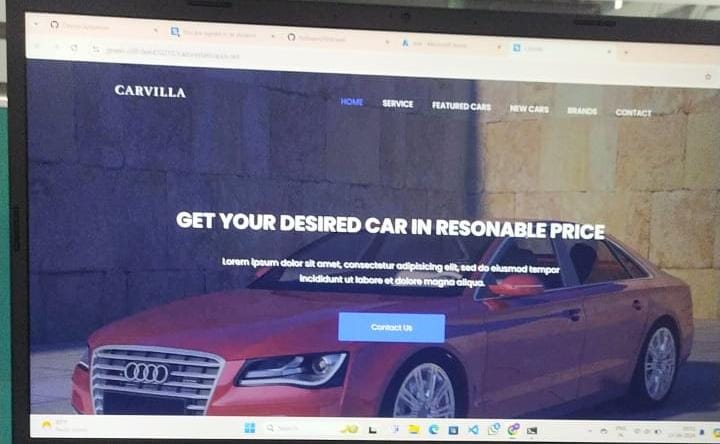 CARVILLA
HOME SERVICE FEATURED CARS NEW CARS BRANDS CONTACT
GET YOUR DESIRED CAR IN RESONABLE PRICE
Lorem ipsum dolor sit amet, consectetur adipisicing elit, sed do eiusmod tempor
incididunt ut labore et dolore magna aliqua.
Contact Us
Search